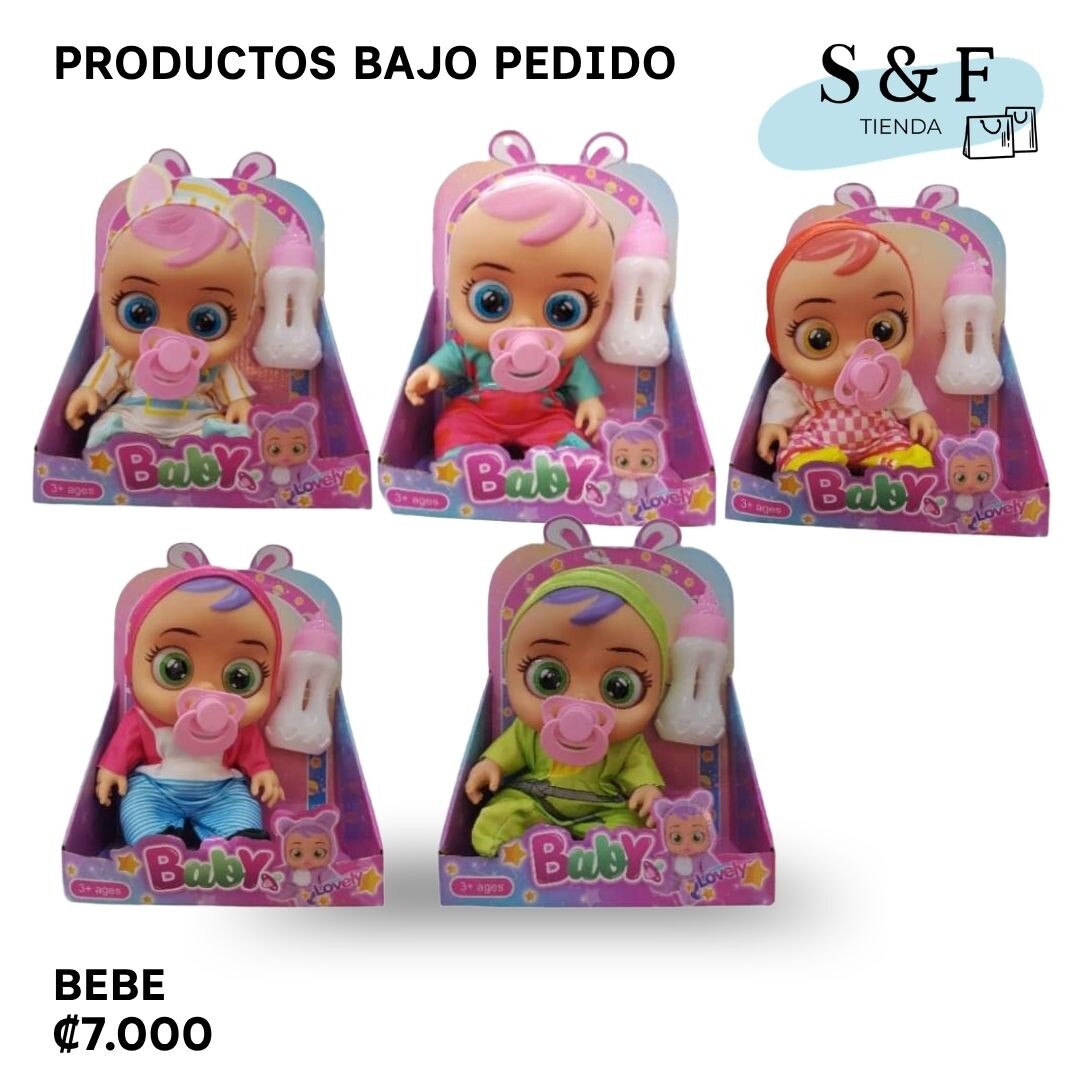 PRODUCTOS BAJO PEDIDO
S & F
TIENDA
3+ ages
BaBY
Lovely
3+ ages
BaBY
Lovely
3+ ages
BaBY
Lovely
3+ ages
BaBY
Lovely
3+ ages
BaBY
Lovely
BEBE
₡7.000